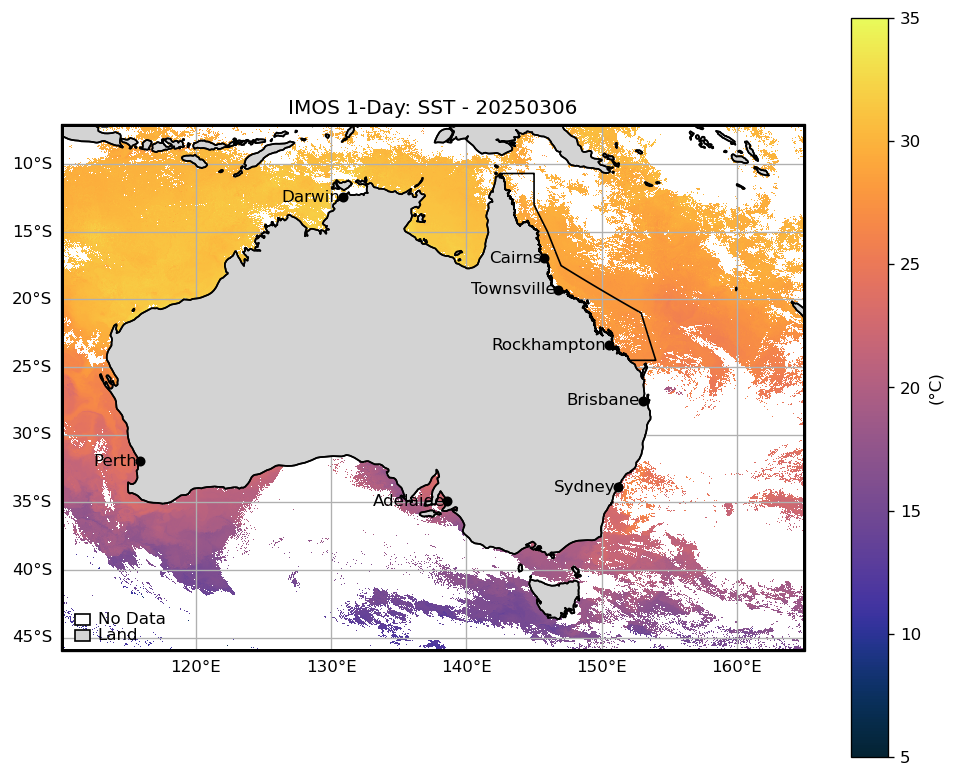 IMOS 1-Day: SST - 20250306
35
30
25
20
15
10
5
(°C)
10°S
15°S
20°S
25°S
30°S
35°S
40°S
45°S
Darwin
Cairns
Townsville
Rockhampton
Brisbane
Perth
Sydney
Adelaide
No Data
Land
120°E 130°E 140°E 150°E 160°E